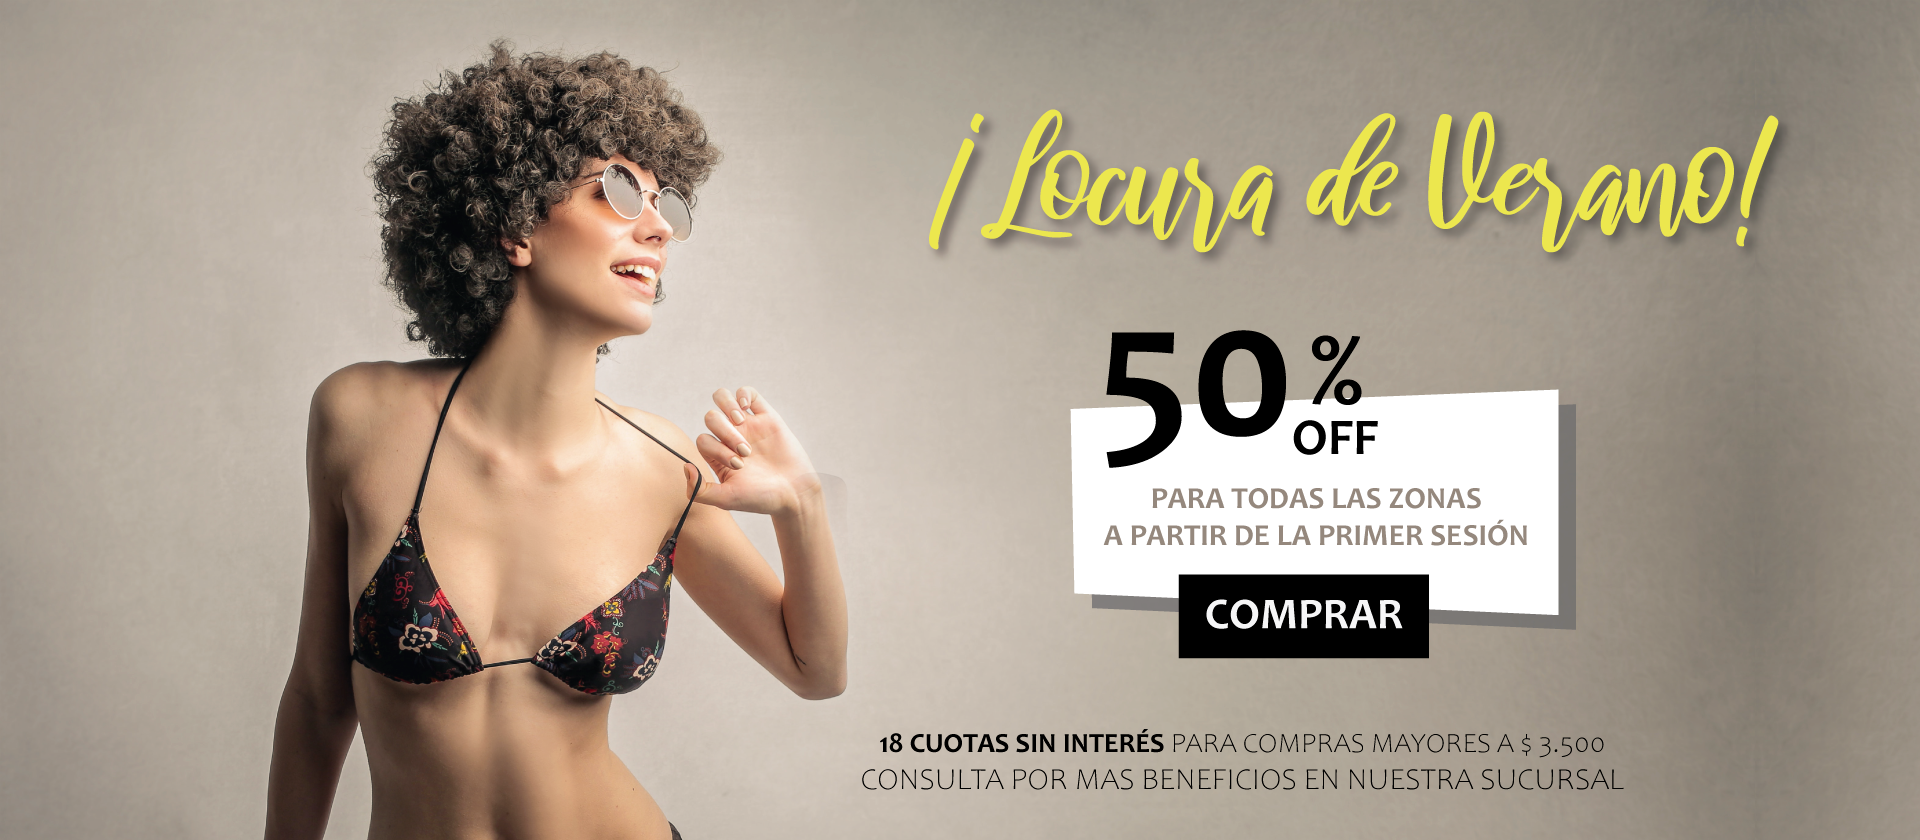 ¡Locura de Verano!
50%
OFF
PARA TODAS LAS ZONAS
A PARTIR DE LA PRIMER SESIÓN
COMPRAR
18 CUOTAS SIN INTERÉS PARA COMPRAS MAYORES A $ 3.500
CONSULTA POR MAS BENEFICIOS EN NUESTRA SUCURSAL